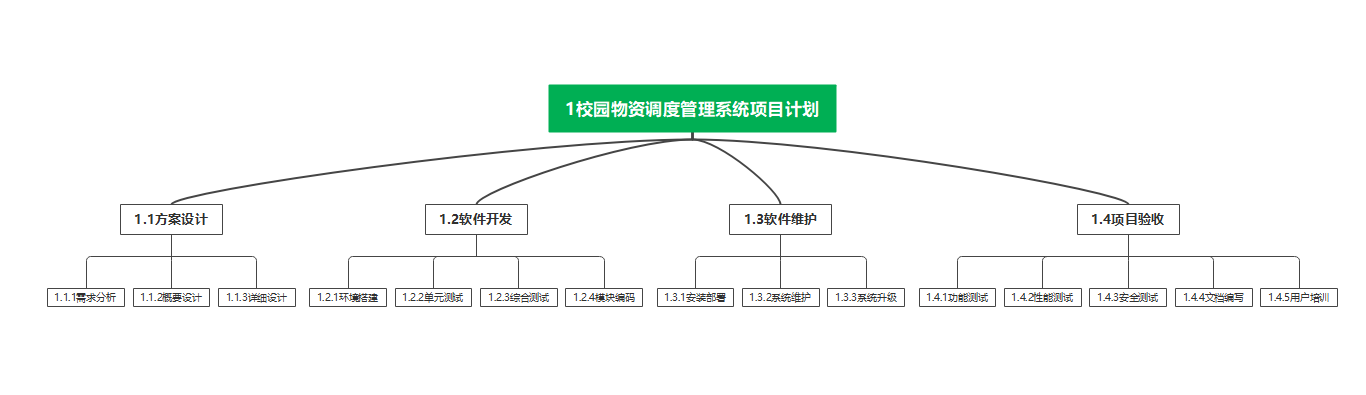 1校园物资调度管理系统项目计划
1.1方案设计
1.2软件开发
1.3软件维护
1.4项目验收
1.1.1需求分析
1.1.2概要设计
1.1.3详细设计
1.2.1环境搭建
1.2.2单元测试
1.2.3综合测试
1.2.4模块编码
1.3.1安装部署
1.3.2系统维护
1.3.3系统升级
1.4.1功能测试
1.4.2性能测试
1.4.3安全测试
1.4.4文档编写
1.4.5用户培训